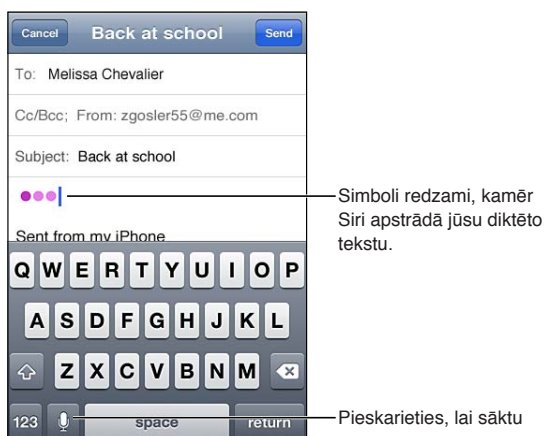 Cancel Back at school Send
To: Melissa Chevalier
Cc/Bcc; From: zgosler55@me.com
Subject: Back at school
Simboli redzami, kamēr
Siri apstrādā jūsu diktēto
tekstu.
Sent from my iPhone
Q W E R T Y U I O P
A S D F G H J K L
Z X C V B N M
123 space return
Pieskarieties, lai sāktu